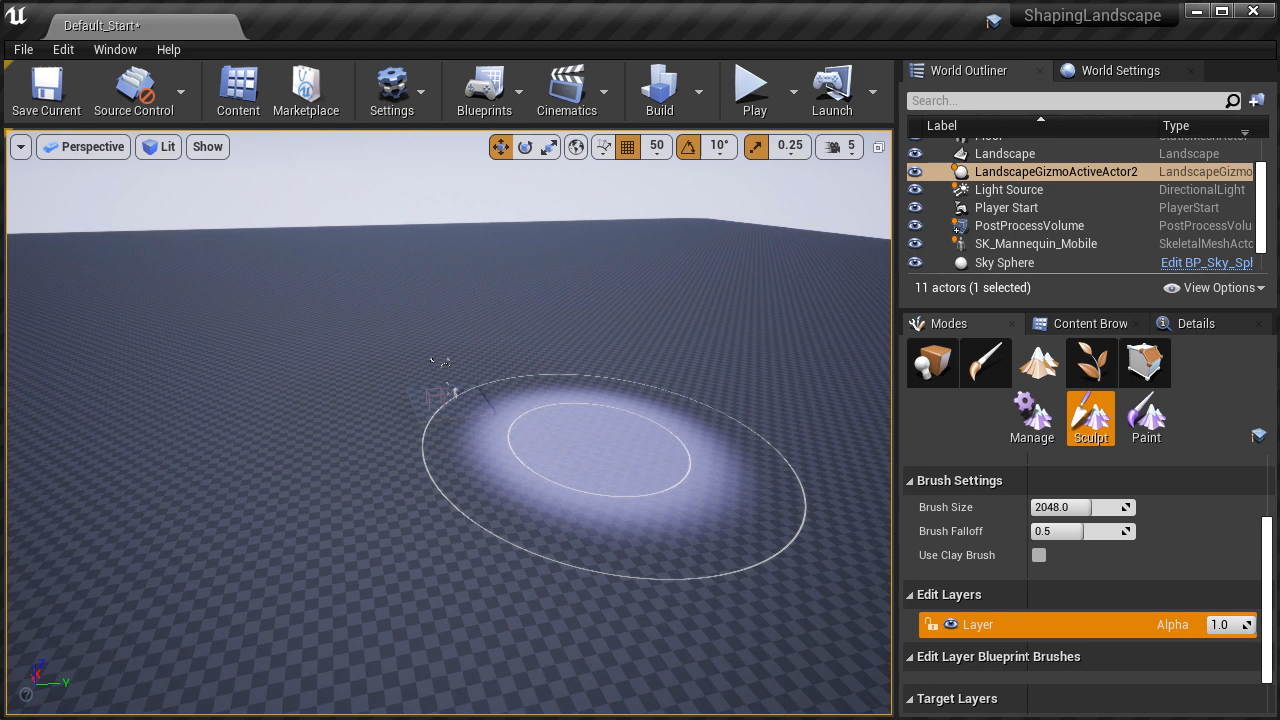 Default_Start*
ShapingLandscape
File Edit Window Help
Save Current Source Control Content Marketplace Settings Blueprints Cinematics Build Play Launch
World Outliner
World Settings
Search...
Label Type
Landscape Landscape
LandscapeGizmoActiveActor2 LandscapeGizmo
Light Source DirectionalLight
Player Start PlayerStart
PostProcessVolume PostProcessVolu
SK_Mannequin_Mobile SkeletalMeshActo
Sky Sphere Edit BP_Sky_Sph
11 actors (1 selected) View Options
Perspective Lit Show
50 10° 0.25 5
Modes
Content Brow
Details
Manage Sculpt Paint
Brush Settings
Brush Size 2048.0
Brush Falloff 0.5
Use Clay Brush
Edit Layers
Layer Alpha 1.0
Edit Layer Blueprint Brushes
Target Layers
Z
X
Y